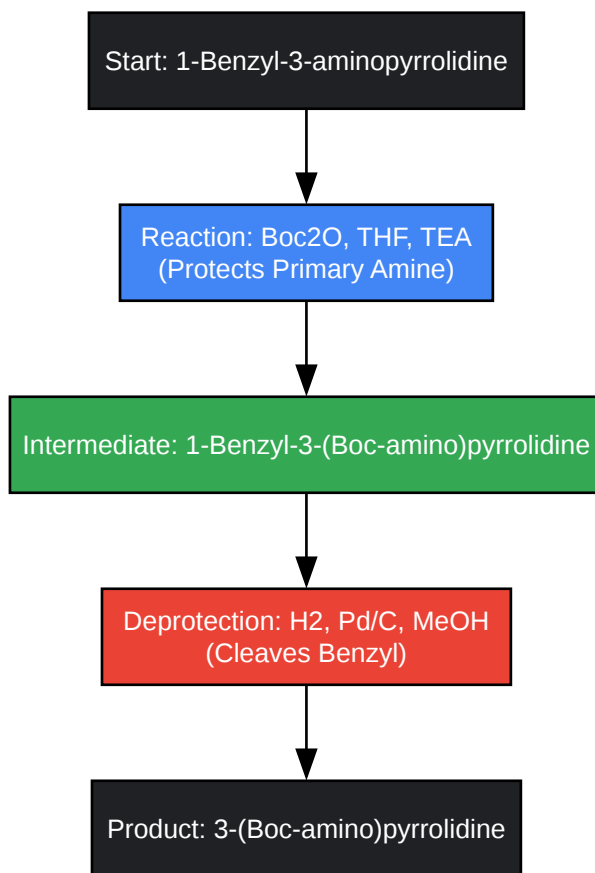 Start: 1-Benzyl-3-aminopyrrolidine
Reaction: Boc2O, THF, TEA
(Protects Primary Amine)
Intermediate: 1-Benzyl-3-(Boc-amino)pyrrolidine
Deprotection: H2, Pd/C, MeOH
(Cleaves Benzyl)
Product: 3-(Boc-amino)pyrrolidine